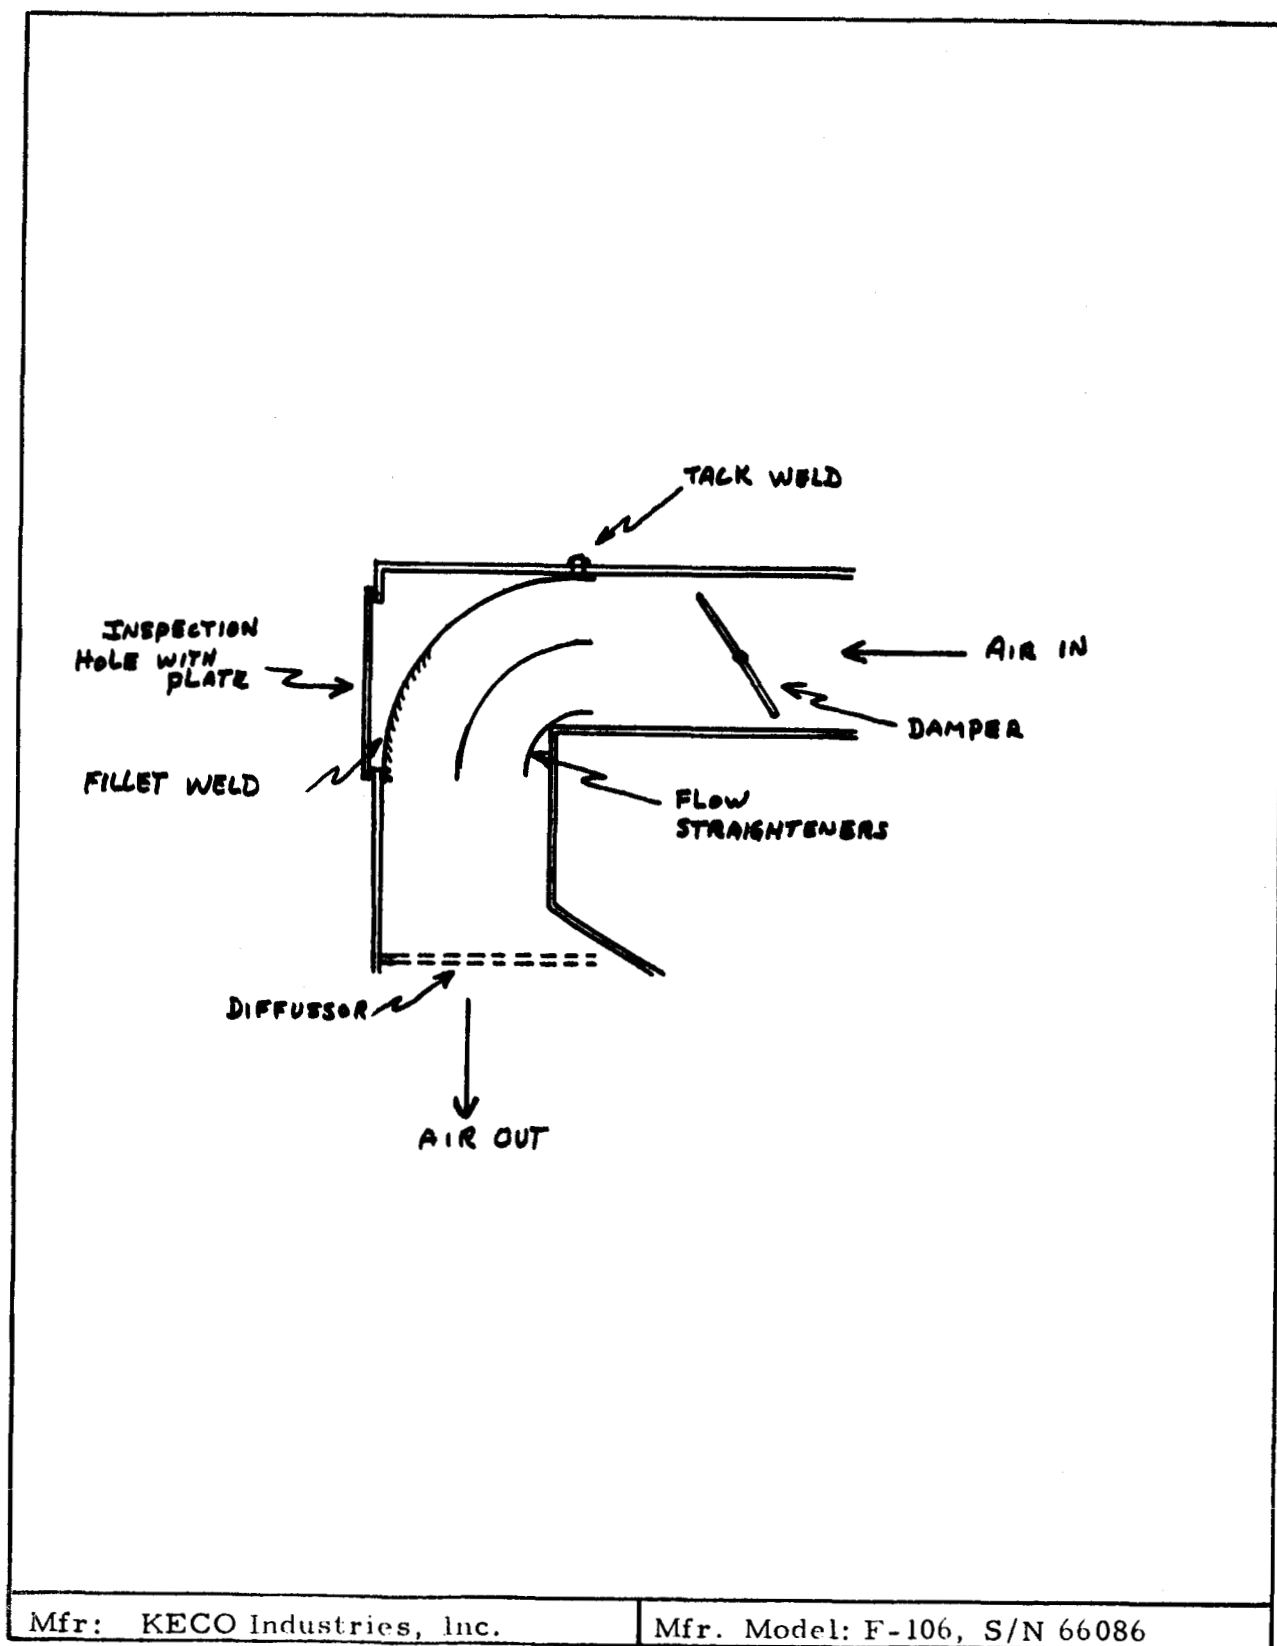 TACK WELD
INSPECTION
HOLE WITH
PLATE
AIR IN
DAMPER
FILLET WELD
FLOW
STRAIGHTENERS
DIFFUSSOR
AIR OUT
Mfr: KECO Industries, Inc.
Mfr. Model: F-106, S/N 66086